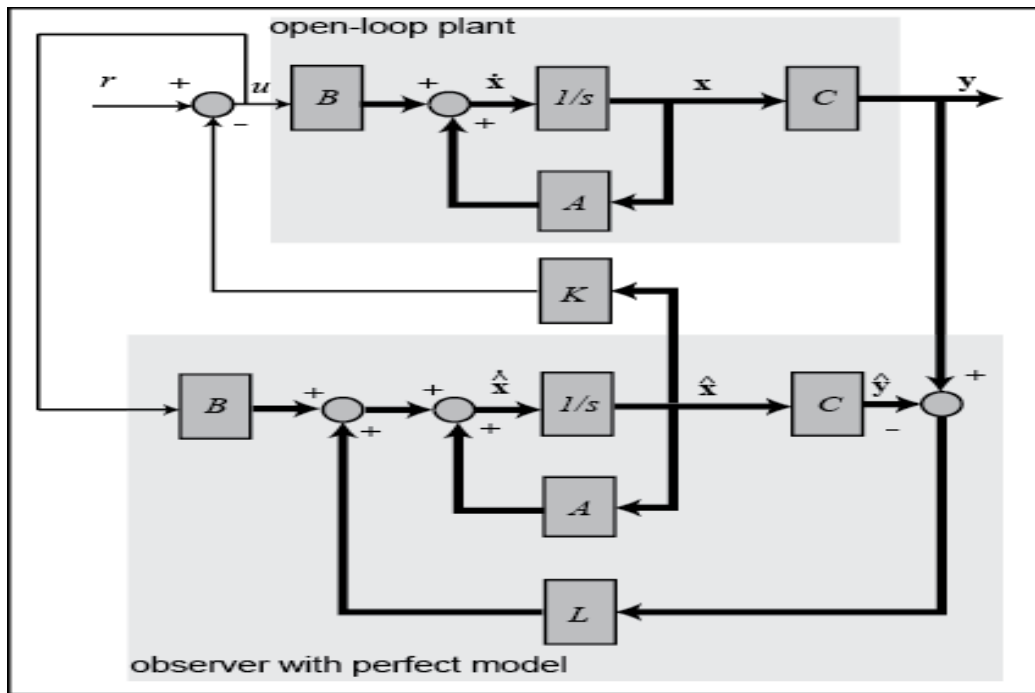 open-loop plant
r + - u B + + ẋ 1/s x C y
A
K
B + + + + x̂̇ 1/s x̂ C ŷ + -
A
L
observer with perfect model